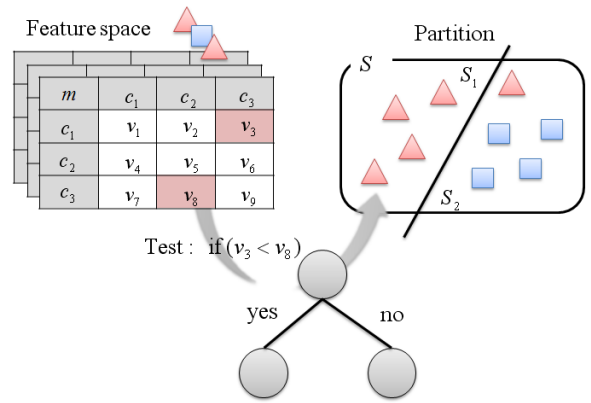 Feature space
m c1 c2 c3
c1 v1 v2 v3
c2 v4 v5 v6
c3 v7 v8 v9
Partition
S
S1
S2
Test : if (v3 < v8)
yes
no